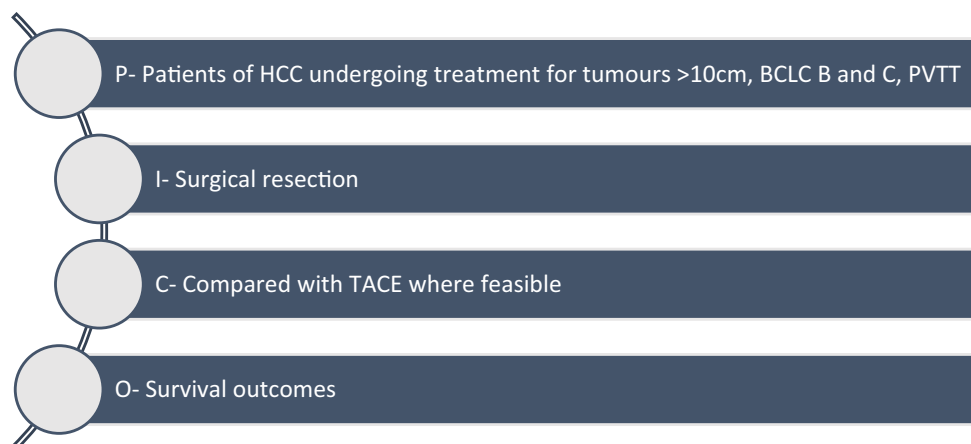 P- Patients of HCC undergoing treatment for tumours >10cm, BCLC B and C, PVTT
I- Surgical resection
C- Compared with TACE where feasible
O- Survival outcomes